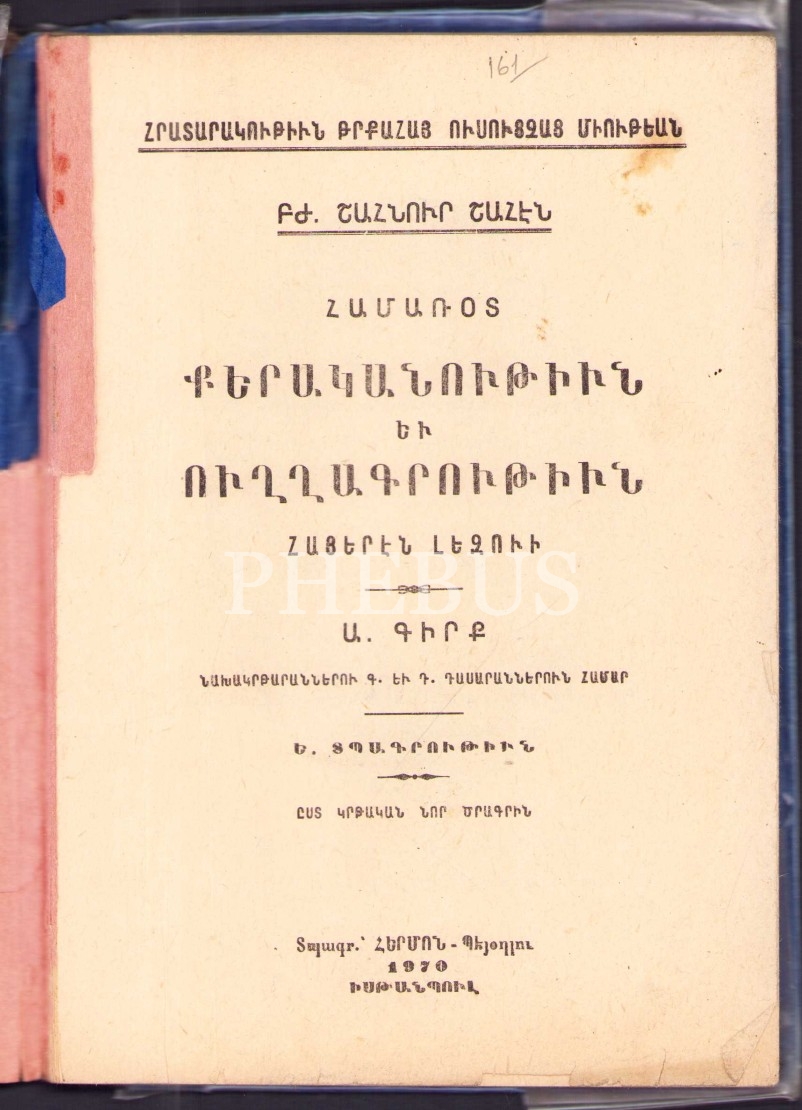 161
ՀՐԱՏԱՐԱԿՈՒԹԻՒՆ ԹՐՔԱՀԱՅ ՈՒՍՈՒՑՉԱՑ ՄԻՈՒԹԵԱՆ
ԲԺ. ՇԱՀՆՈՒՐ ՇԱՀԷՆ
ՀԱՄԱՌՕՏ
ՔԵՐԱԿԱՆՈՒԹԻՒՆ
ԵՒ
ՈՒՂՂԱԳՐՈՒԹԻՒՆ
ՀԱՅԵՐԷՆ ԼԵԶՈՒԻ
PHEBUS
Ա. ԳԻՐՔ
ՆԱԽԱԿՐԹԱՐԱՆՆԵՐՈՒ Գ. ԵՒ Դ. ԴԱՍԱՐԱՆՆԵՐՈՒՆ ՀԱՄԱՐ
Ե. ՏՊԱԳՐՈՒԹԻՒՆ
ԸՍՏ ԿՐԹԱԿԱՆ ՆՈՐ ԾՐԱԳՐԻՆ
Տպագր.՝ ՀԵՐՄՈՆ - Պէյօղլու
1970
ԻՍԹԱՆՊՈՒԼ